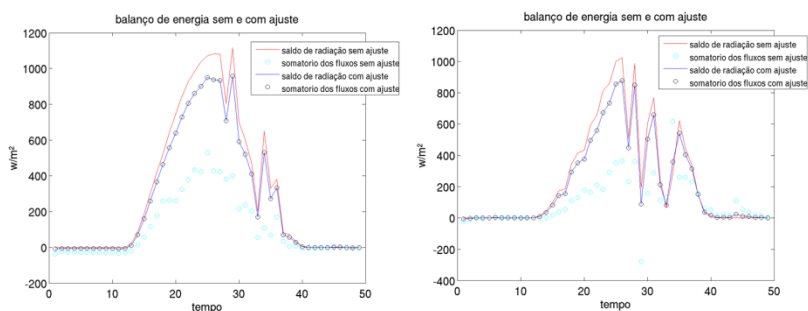 balanço de energia sem e com ajuste
1200
1000
800
600
400
200
0
-200
w/m²
0
10
20
30
40
50
tempo
saldo de radiação sem ajuste
somatorio dos fluxos sem ajuste
saldo de radiação com ajuste
somatorio dos fluxos com ajuste
balanço de energia sem e com ajuste
1200
1000
800
600
400
200
0
-200
-400
w/m²
0
10
20
30
40
50
tempo
saldo de radiação sem ajuste
somatorio dos fluxos sem ajuste
saldo de radiação com ajuste
somatorio dos fluxos com ajuste